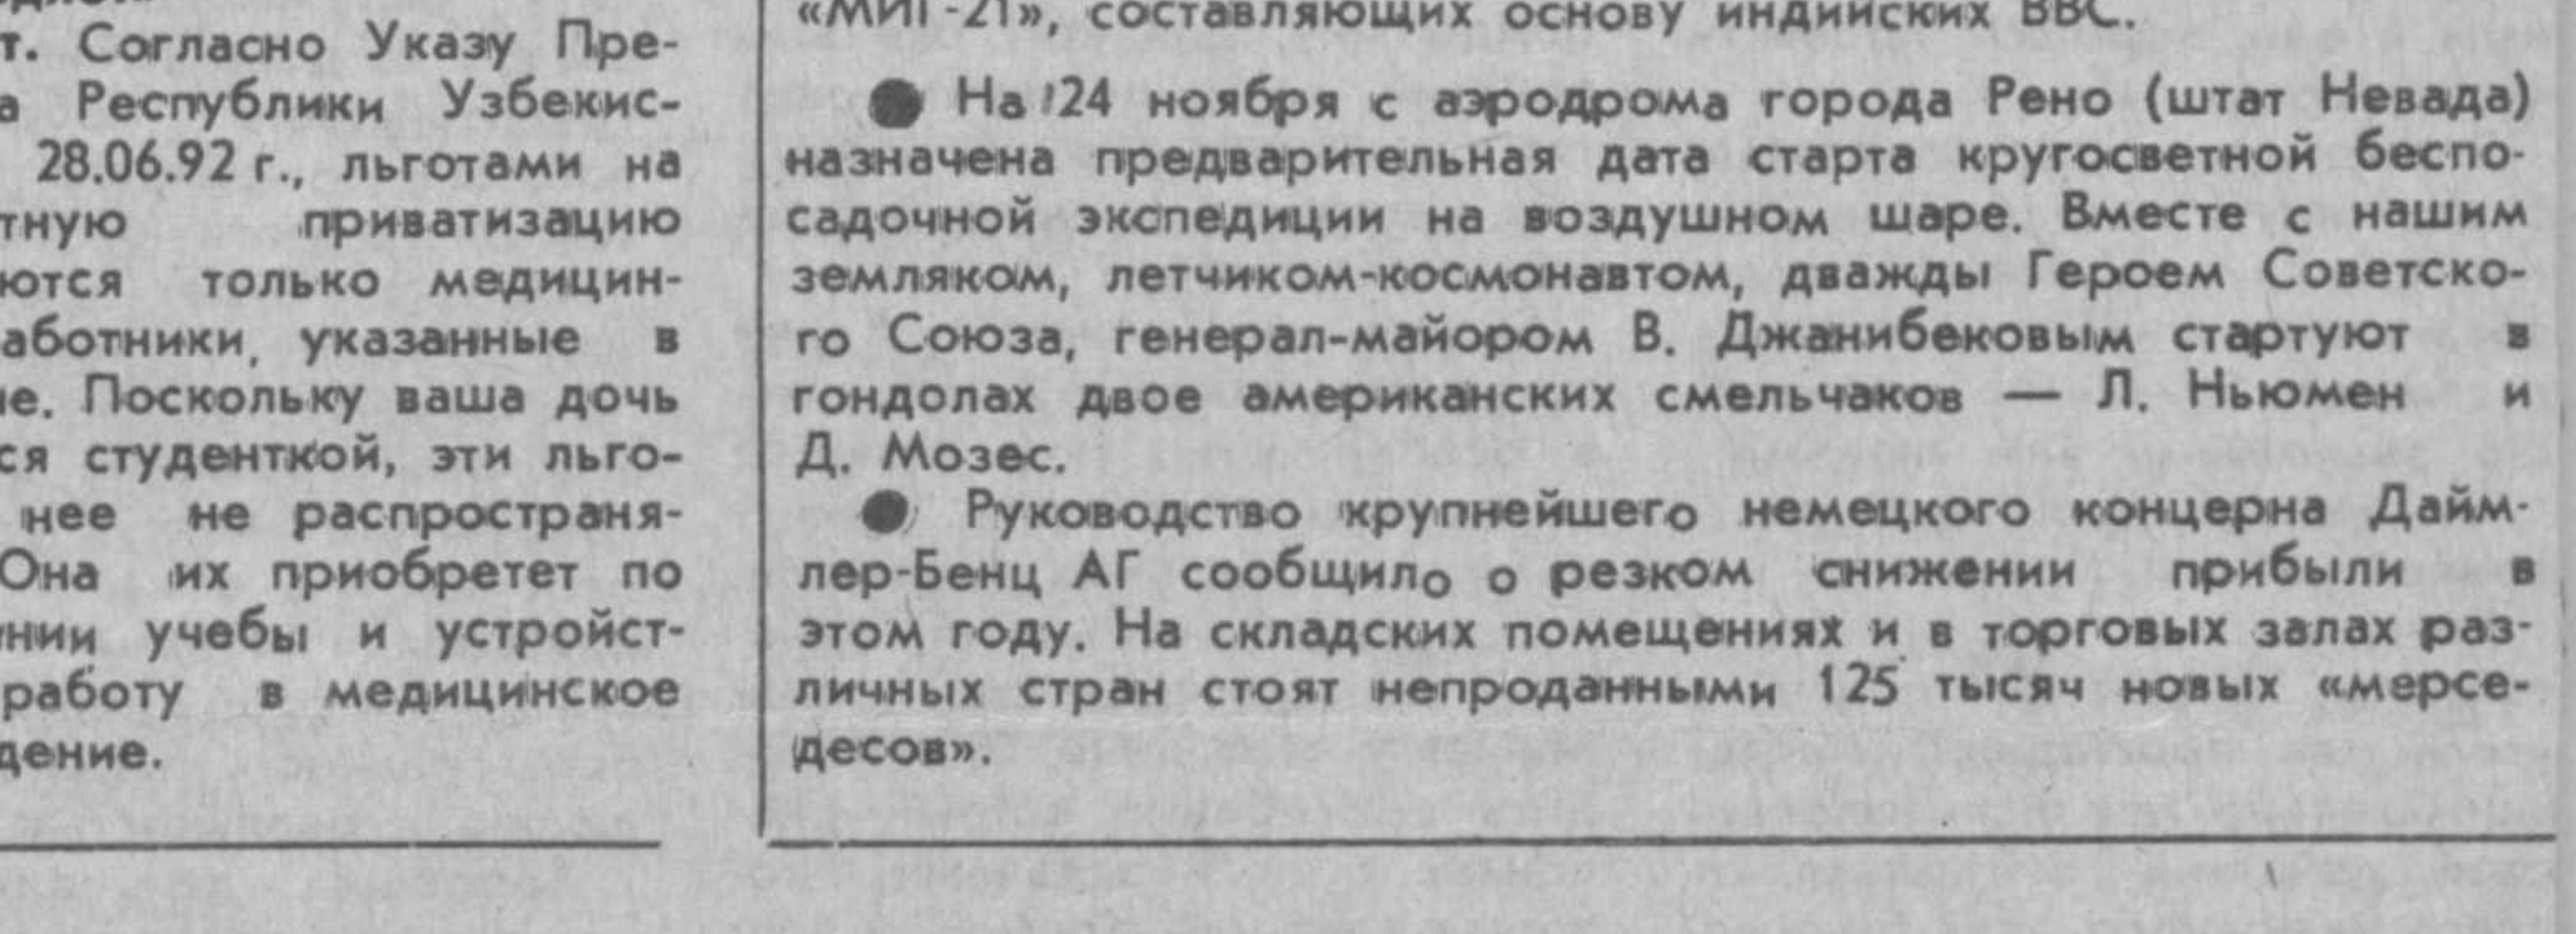 т. Согласно Указу Пре-
а Республики Узбекис-
28.06.92 г., льготами на
тную приватизацию
ются только медицин-
аботники, указанные в
ие. Поскольку ваша дочь
ся студенткой, эти льго-
нее не распространя-
Она их приобретет по
нии учебы и устройст-
работу в медицинское
дение.
«МИГ-21», составляющих основу индийских ВВС.
● На 24 ноября с аэродрома города Рено (штат Невада)
назначена предварительная дата старта кругосветной беспо-
садочной экспедиции на воздушном шаре. Вместе с нашим
земляком, летчиком-космонавтом, дважды Героем Советско-
го Союза, генерал-майором В. Джанибековым стартуют в
гондолах двое американских смельчаков — Л. Ньюмен и
Д. Мозес.
● Руководство крупнейшего немецкого концерна Дайм-
лер-Бенц АГ сообщило о резком снижении прибыли в
этом году. На складских помещениях и в торговых залах раз-
личных стран стоят непроданными 125 тысяч новых «мерсе-
десов».